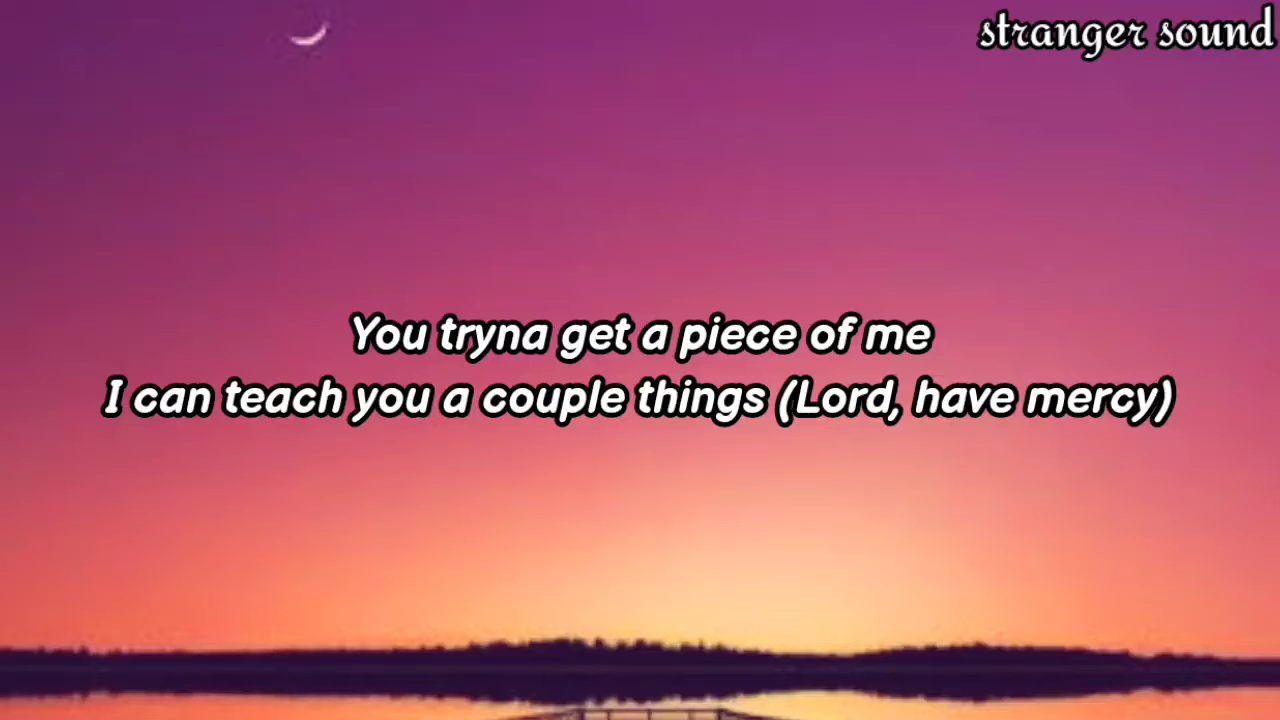 stranger sound
You tryna get a piece of me
I can teach you a couple things (Lord, have mercy)